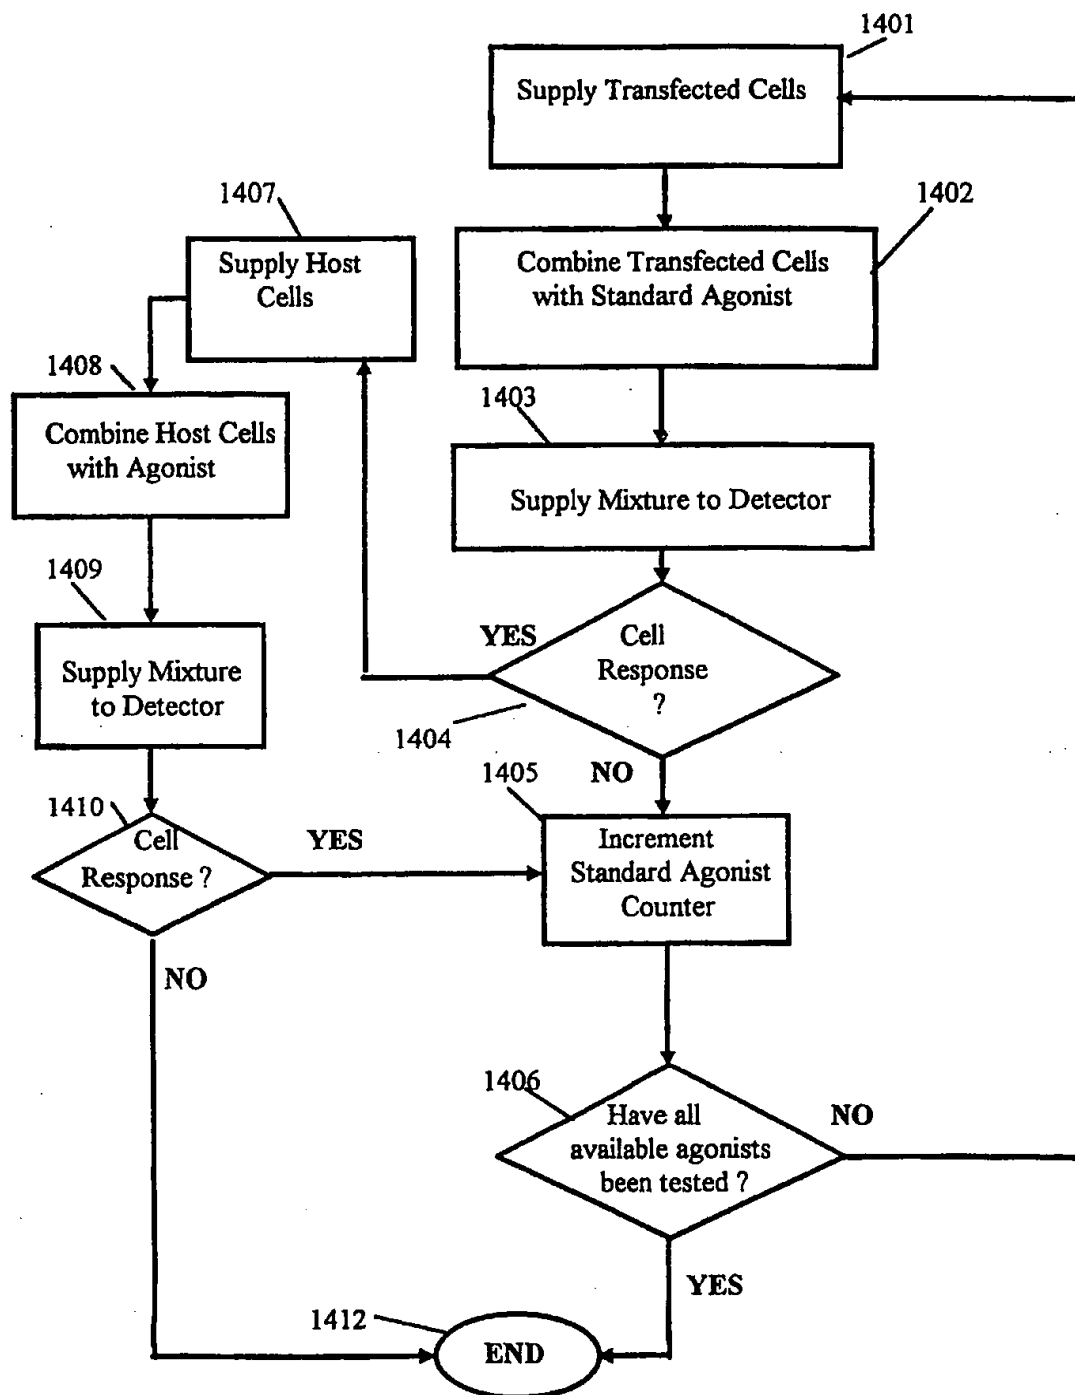 1401
Supply Transfected Cells
1407
1402
Supply Host
Cells
Combine Transfected Cells
with Standard Agonist
1408
1403
Combine Host Cells
with Agonist
Supply Mixture to Detector
1409
YES
Cell
Response
?
Supply Mixture
to Detector
1404
NO
1405
1410
Cell
Response ?
YES
Increment
Standard Agonist
Counter
NO
1406
Have all
available agonists
been tested ?
NO
YES
1412
END